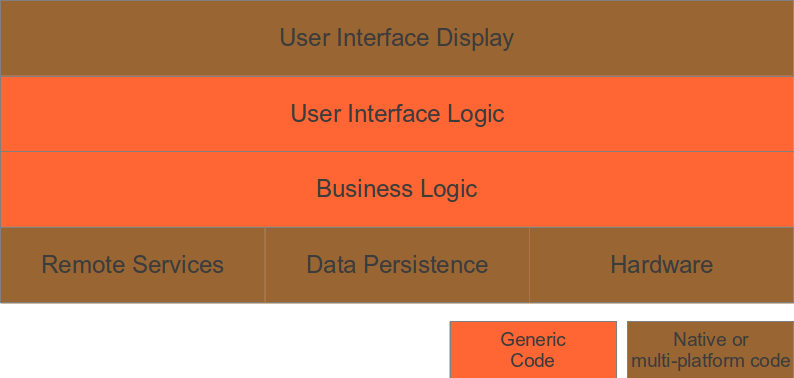 User Interface Display
User Interface Logic
Business Logic
Remote Services
Data Persistence
Hardware
Generic
Code
Native or
multi-platform code